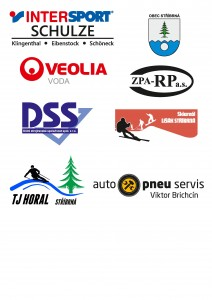 INTERSPORT
SCHULZE
Klingenthal • Eibenstock • Schöneck
OBEC STŘÍBRNÁ
VEOLIA
VODA
ZPA-RP a.s.
DSS
Skiareál
LIŠÁK STŘÍBRNÁ
TJ HORAL
STŘÍBRNÁ
auto pneu servis
Viktor Brichcín